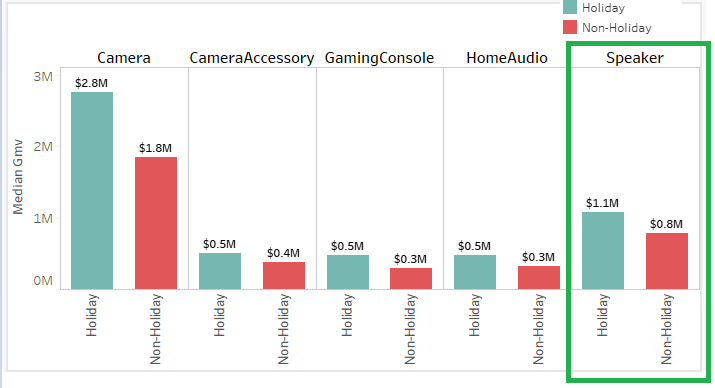 Holiday
Non-Holiday
Camera CameraAccessory GamingConsole HomeAudio Speaker
3M
2M
1M
0M
Median Gmv
$2.8M
$1.8M
$0.5M
$0.4M
$0.5M
$0.3M
$0.5M
$0.3M
$1.1M
$0.8M
Holiday
Non-Holiday
Holiday
Non-Holiday
Holiday
Non-Holiday
Holiday
Non-Holiday
Holiday
Non-Holiday